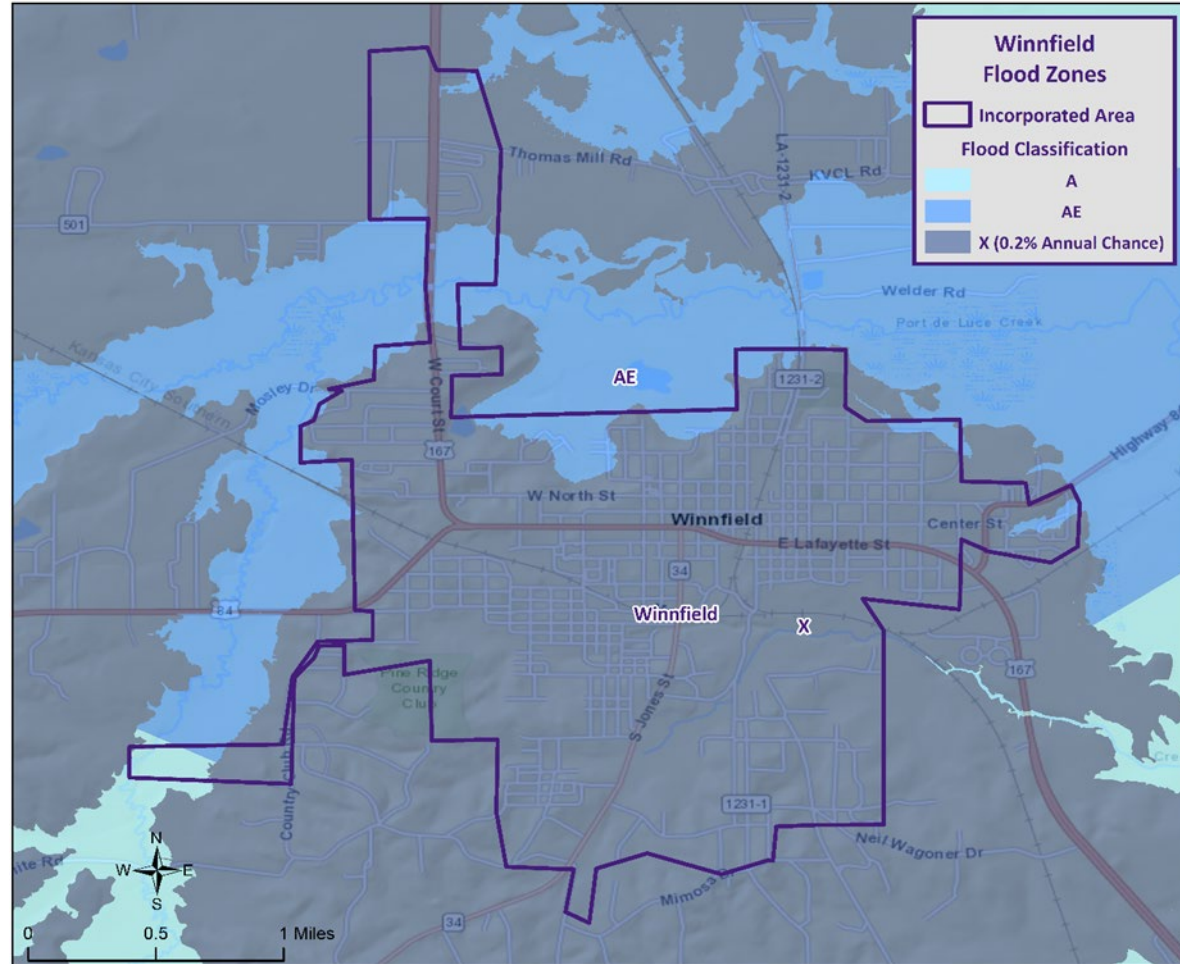 Winnfield
Flood Zones
Incorporated Area
Flood Classification
A
AE
X (0.2% Annual Chance)
Thomas Mill Rd
LA-1231-2
KVCL Rd
501
Welder Rd
Port de Luce Creek
Kansas City Southern
Mosley Dr
W Court St
AE
1231-2
Highway 84
167
W North St
Winnfield
Center St
E Lafayette St
34
84
Winnfield
X
167
Pine Ridge
Country
Club
S Jones St
Country Club
1231-1
Neil Wagoner Dr
Mimosa
34
N
W E
S
0 0.5 1 Miles